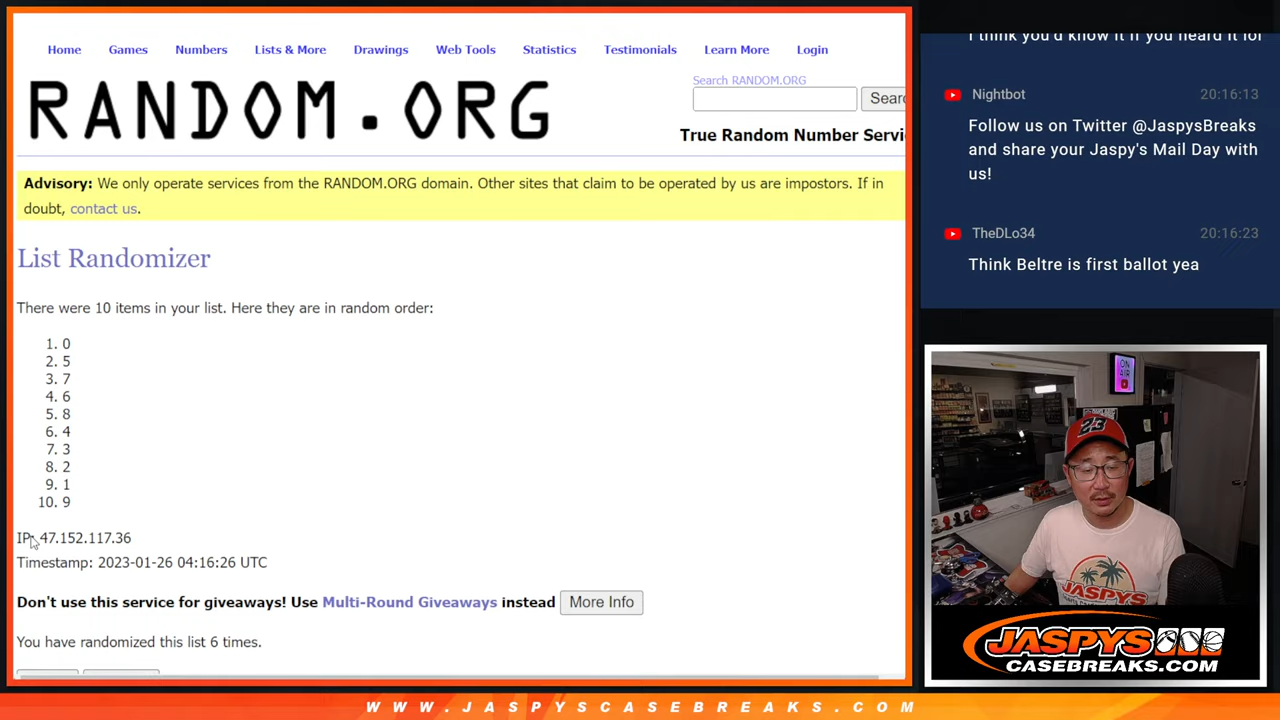 Home Games Numbers Lists & More Drawings Web Tools Statistics Testimonials Learn More Login
RANDOM.ORG
Search RANDOM.ORG
True Random Number Servi
Advisory: We only operate services from the RANDOM.ORG domain. Other sites that claim to be operated by us are impostors. If in
doubt, contact us.
List Randomizer
There were 10 items in your list. Here they are in random order:
1. 0
2. 5
3. 7
4. 6
5. 8
6. 4
7. 3
8. 2
9. 1
10. 9
IP: 47.152.117.36
Timestamp: 2023-01-26 04:16:26 UTC
Don't use this service for giveaways! Use Multi-Round Giveaways instead More Info
You have randomized this list 6 times.
I think you'd know it if you heard it lol
Nightbot 20:16:13
Follow us on Twitter @JaspysBreaks
and share your Jaspy's Mail Day with
us!
TheDLo34 20:16:23
Think Beltre is first ballot yea
ON
AIR
23
JASPYS
JASPYS
CASEBREAKS.COM
WWW.JASPYSCASEBREAKS.COM